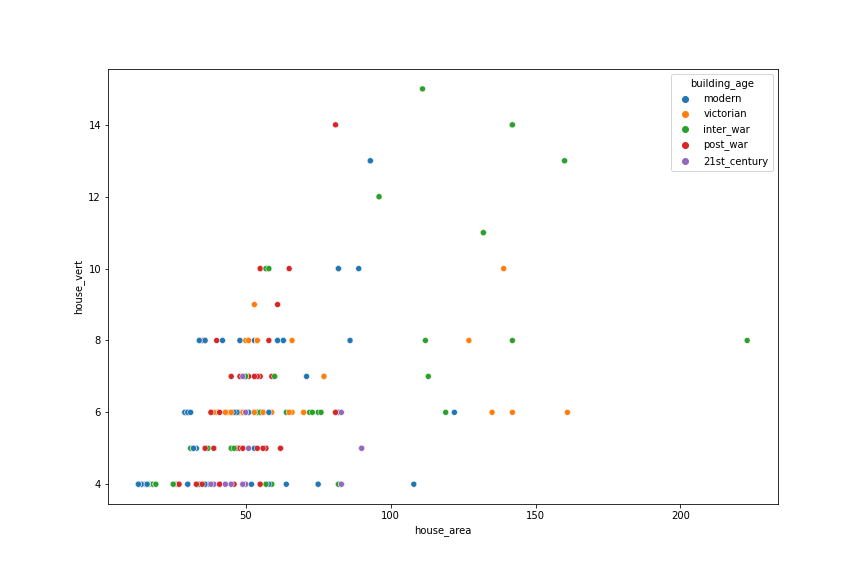 building_age
modern
victorian
inter_war
post_war
21st_century
14
12
10
8
6
4
house_vert
50
100
150
200
house_area